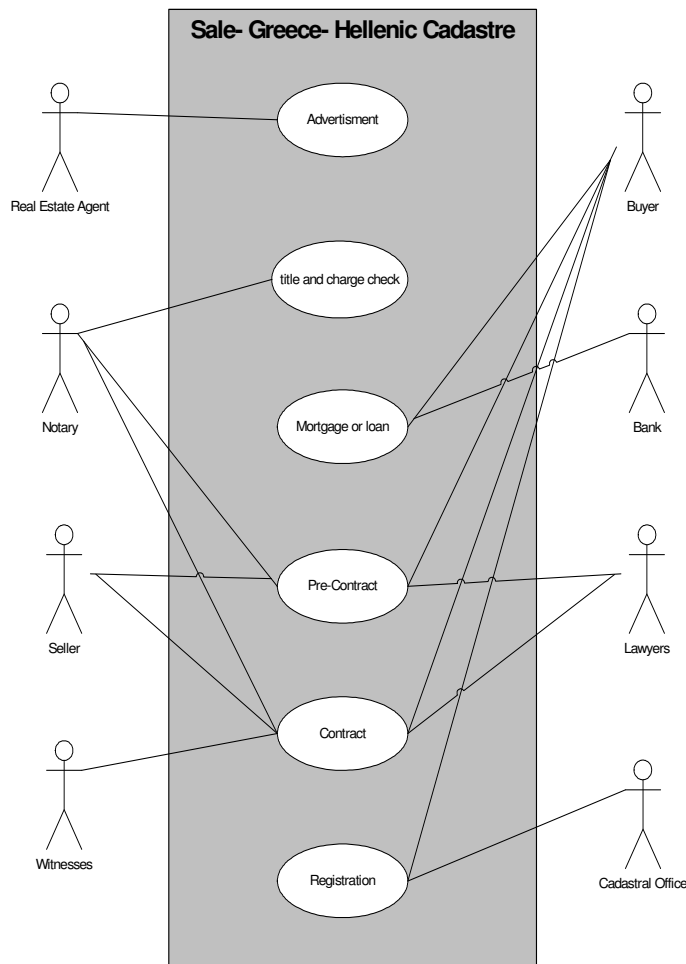 Sale- Greece- Hellenic Cadastre
Advertisment
Real Estate Agent
Buyer
title and charge check
Notary
Mortgage or loan
Bank
Pre-Contract
Seller
Lawyers
Contract
Witnesses
Registration
Cadastral Office